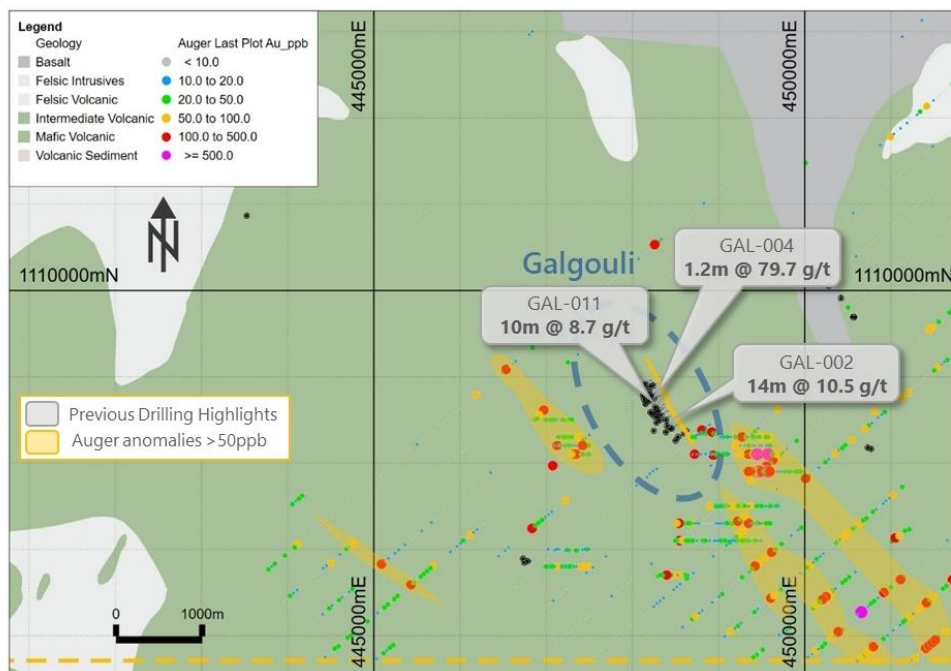 Legend
Geology
Auger Last Plot Au_ppb
Basalt
< 10.0
Felsic Intrusives
10.0 to 20.0
Felsic Volcanic
20.0 to 50.0
Intermediate Volcanic
50.0 to 100.0
Mafic Volcanic
100.0 to 500.0
Volcanic Sediment
>= 500.0
445000mE
450000mE
N
1110000mN
1110000mN
Galgouli
GAL-004
1.2m @ 79.7 g/t
GAL-011
10m @ 8.7 g/t
GAL-002
14m @ 10.5 g/t
Previous Drilling Highlights
Auger anomalies >50ppb
0
1000m
445000mE
450000mE